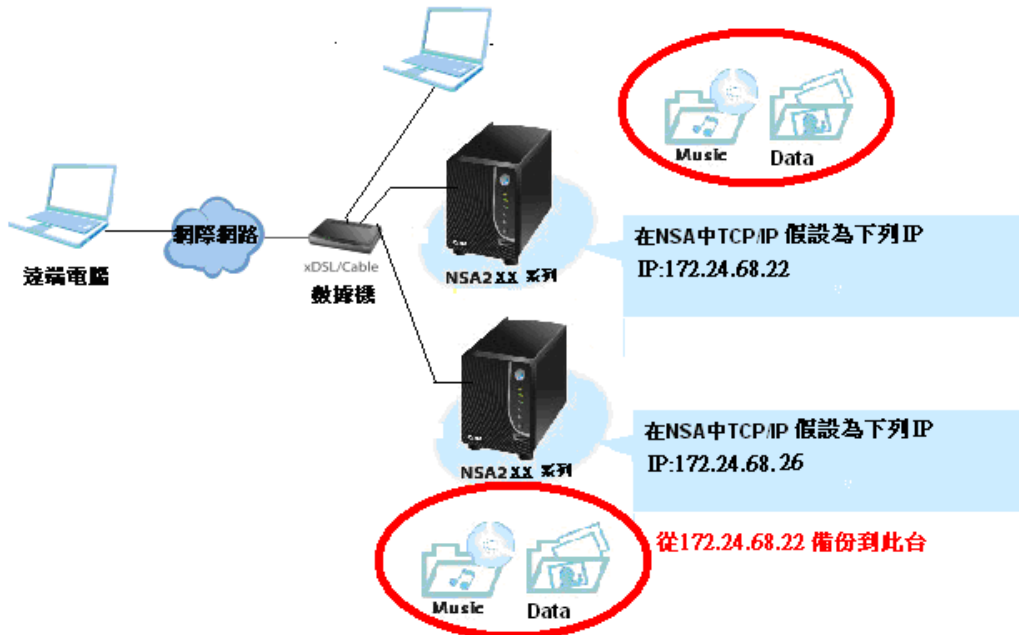 Music
Data
在NSA中TCP/IP 假設為下列IP
IP:172.24.68.22
網際網路
遠端電腦
xDSL/Cable
數據機
NSA2XX 系列
在NSA中TCP/IP 假設為下列IP
IP:172.24.68.26
NSA2XX 系列
從172.24.68.22 備份到此台
Music
Data